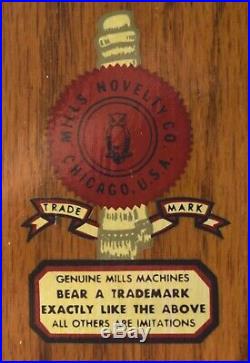 MILLS NOVELTY CO
CHICAGO, U.S.A.
TRADE MARK
GENUINE MILLS MACHINES
BEAR A TRADEMARK
EXACTLY LIKE THE ABOVE
ALL OTHERS ARE IMITATIONS